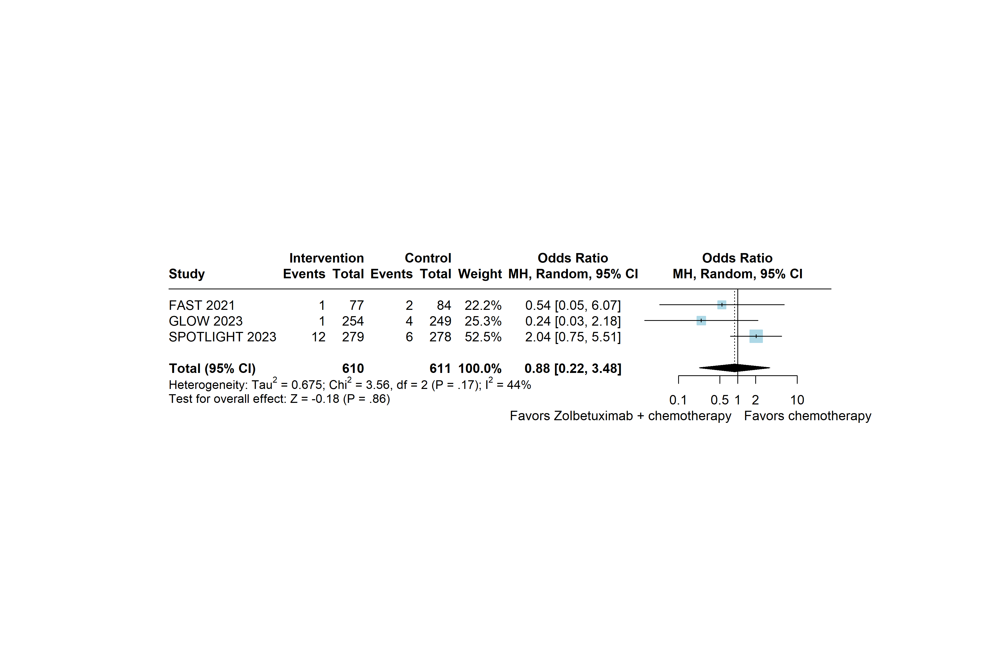 Intervention Control Odds Ratio Odds Ratio
Study Events Total Events Total Weight MH, Random, 95% CI MH, Random, 95% CI
FAST 2021 1 77 2 84 22.2% 0.54 [0.05, 6.07]
GLOW 2023 1 254 4 249 25.3% 0.24 [0.03, 2.18]
SPOTLIGHT 2023 12 279 6 278 52.5% 2.04 [0.75, 5.51]
Total (95% CI) 610 611 100.0% 0.88 [0.22, 3.48]
Heterogeneity: Tau² = 0.675; Chi² = 3.56, df = 2 (P = .17); I² = 44%
Test for overall effect: Z = -0.18 (P = .86)
0.1 0.5 1 2 10
Favors Zolbetuximab + chemotherapy Favors chemotherapy